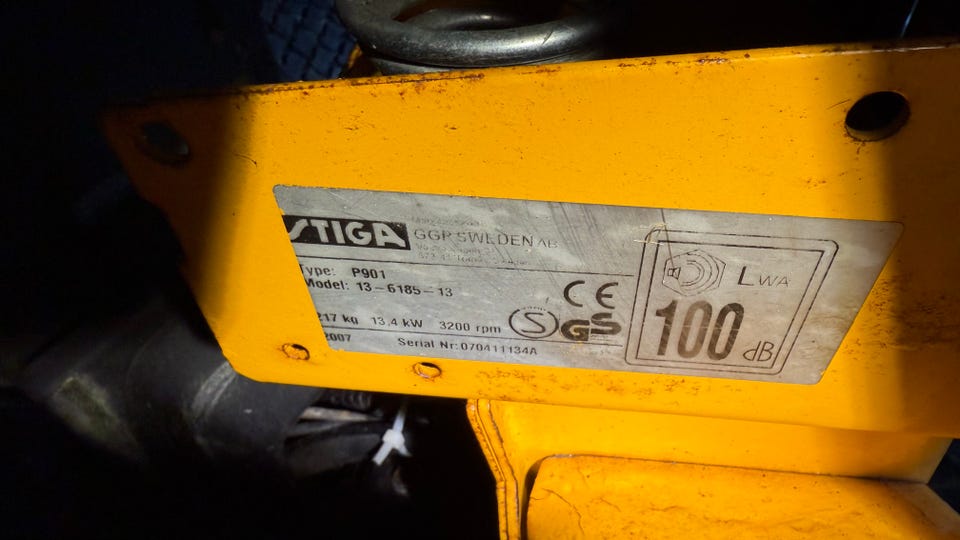 STIGA
GGP SWEDEN AB
Type: P901
Model: 13-6185-13
217 kg 13,4 kW 3200 rpm
2007 Serial Nr: 070411134A
CE
S GS
LWA
100 dB